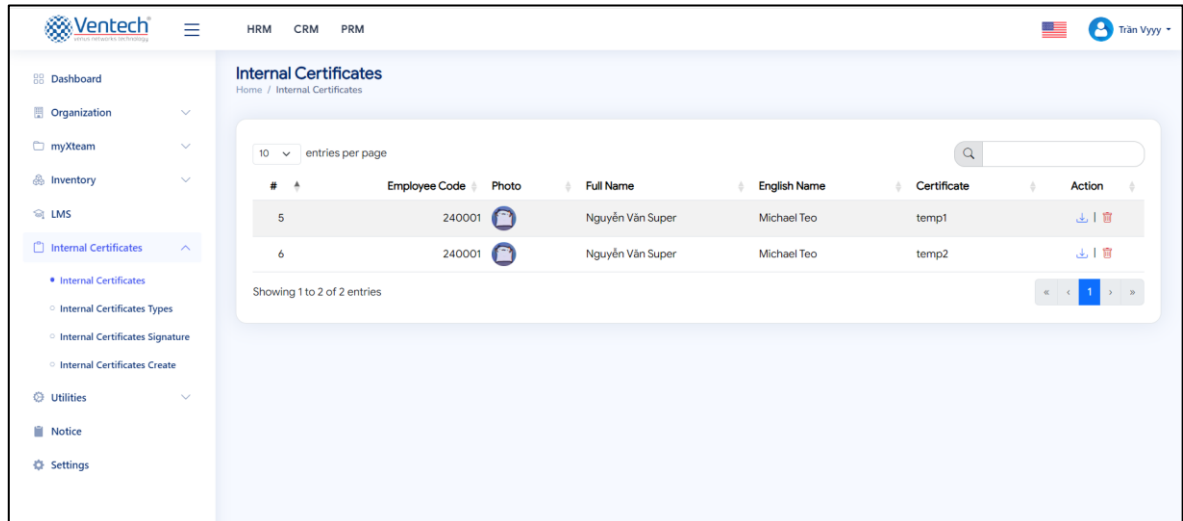 Ventech
HRM CRM PRM
Trần Vyyy
Dashboard
Organization
myXteam
Inventory
LMS
Internal Certificates
Internal Certificates
Internal Certificates Types
Internal Certificates Signature
Internal Certificates Create
Utilities
Notice
Settings
Internal Certificates
Home / Internal Certificates
10 entries per page
# Employee Code Photo Full Name English Name Certificate Action
5 240001 Nguyễn Văn Super Michael Teo temp1 |
6 240001 Nguyễn Văn Super Michael Teo temp2 |
Showing 1 to 2 of 2 entries
« ‹ 1 › »